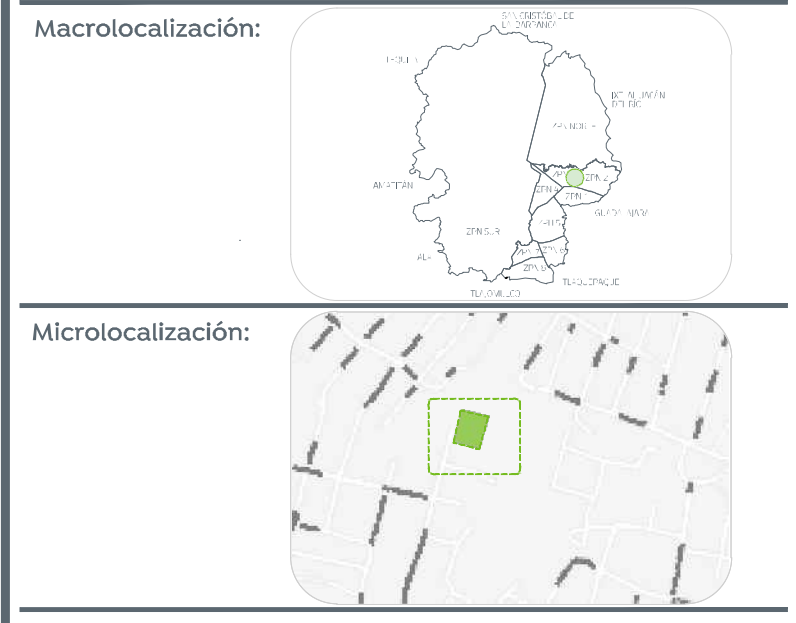 Macrolocalización:
SAN CRISTÓBAL DE
LA BARRANCA
TEQUILA
IXTLAHUACÁN
DEL RÍO
ZPN NORTE
ZPN 2
AMATITÁN
ZPN 4
GUADALAJARA
ZPN SUR
ZPN 5
ZPN 6
TLAQUEPAQUE
TLAJOMULCO
Microlocalización: